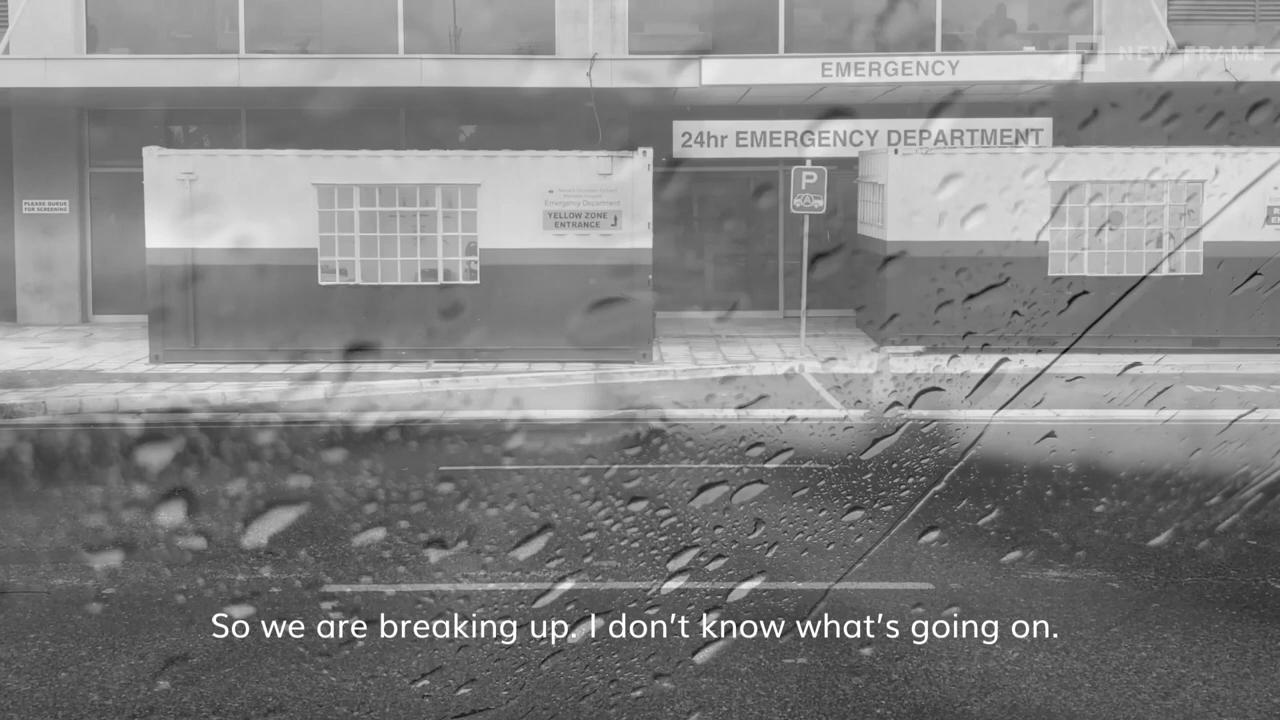 EMERGENCY
NEW FRAME
24hr EMERGENCY DEPARTMENT
P
A
PLEASE QUEUE
FOR SCREENING
Emergency Department
YELLOW ZONE
ENTRANCE
So we are breaking up. I don't know what's going on.